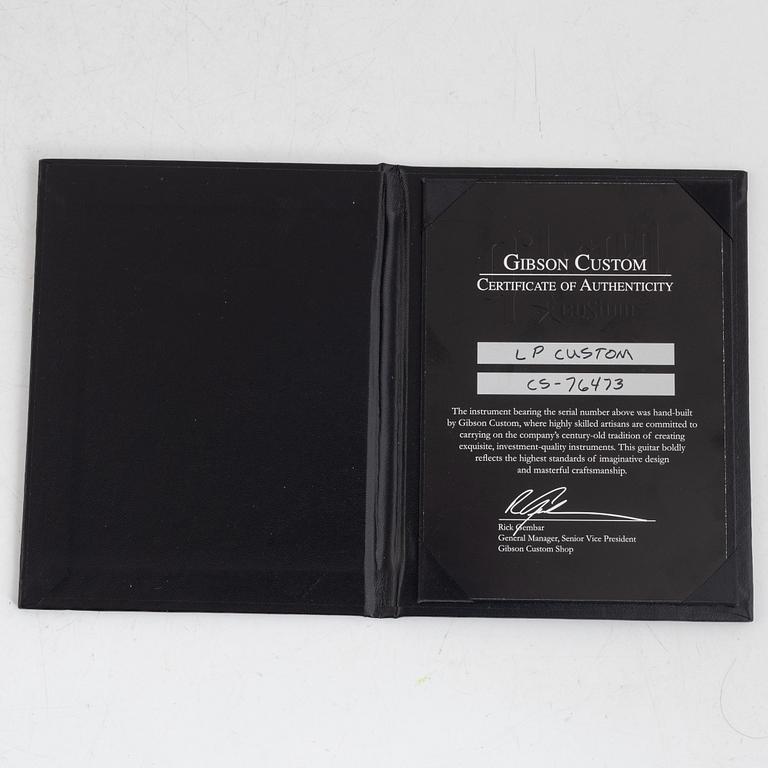 Gibson
Custom
GIBSON CUSTOM
CERTIFICATE OF AUTHENTICITY
LP CUSTOM
CS-76473
The instrument bearing the serial number above was hand-built
by Gibson Custom, where highly skilled artisans are committed to
carrying on the company's century-old tradition of creating
exquisite, investment-quality instruments. This guitar boldly
reflects the highest standards of imaginative design
and masterful craftsmanship.
Rick Gembar
General Manager, Senior Vice President
Gibson Custom Shop